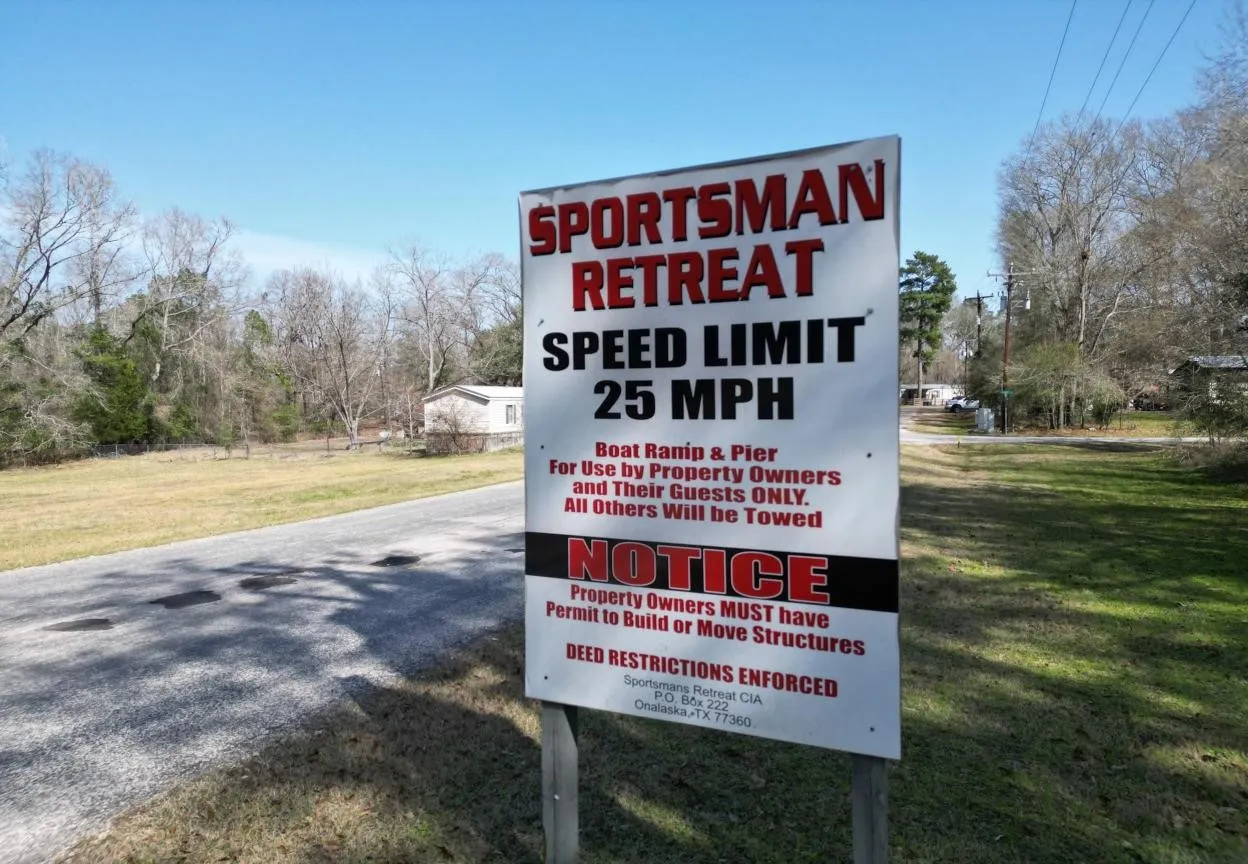 SPORTSMAN
RETREAT
SPEED LIMIT
25 MPH
Boat Ramp & Pier
For Use by Property Owners
and Their Guests ONLY.
All Others Will be Towed
NOTICE
Property Owners MUST have
Permit to Build or Move Structures
DEED RESTRICTIONS ENFORCED
Sportsmans Retreat CIA
P.O. Box 222
Onalaska, TX 77360